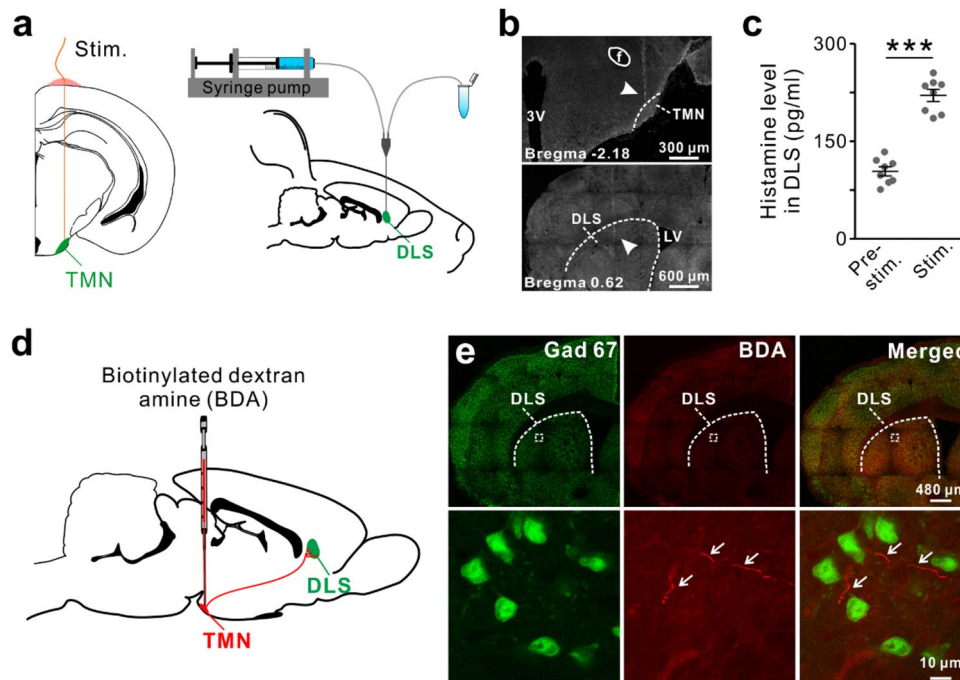 a
Stim.
TMN
Syringe pump
DLS
b
f
3V
TMN
Bregma -2.18
300 µm
DLS
LV
Bregma 0.62
600 µm
c
***
Histamine level
in DLS (pg/ml)
300
150
0
Pre-
stim.
Stim.
d
Biotinylated dextran
amine (BDA)
DLS
TMN
e
Gad 67
BDA
Merged
DLS
DLS
DLS
480 µm
10 µm